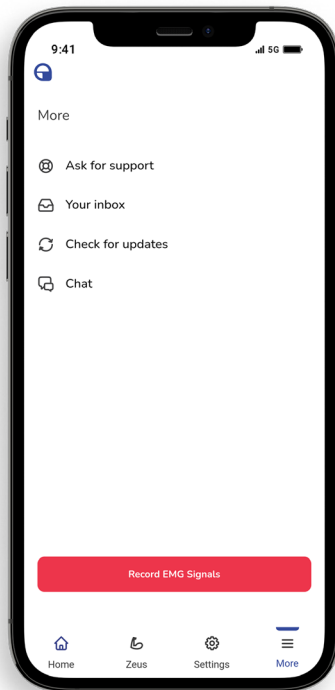 9:41
5G
More
Ask for support
Your inbox
Check for updates
Chat
Record EMG Signals
Home
Zeus
Settings
More